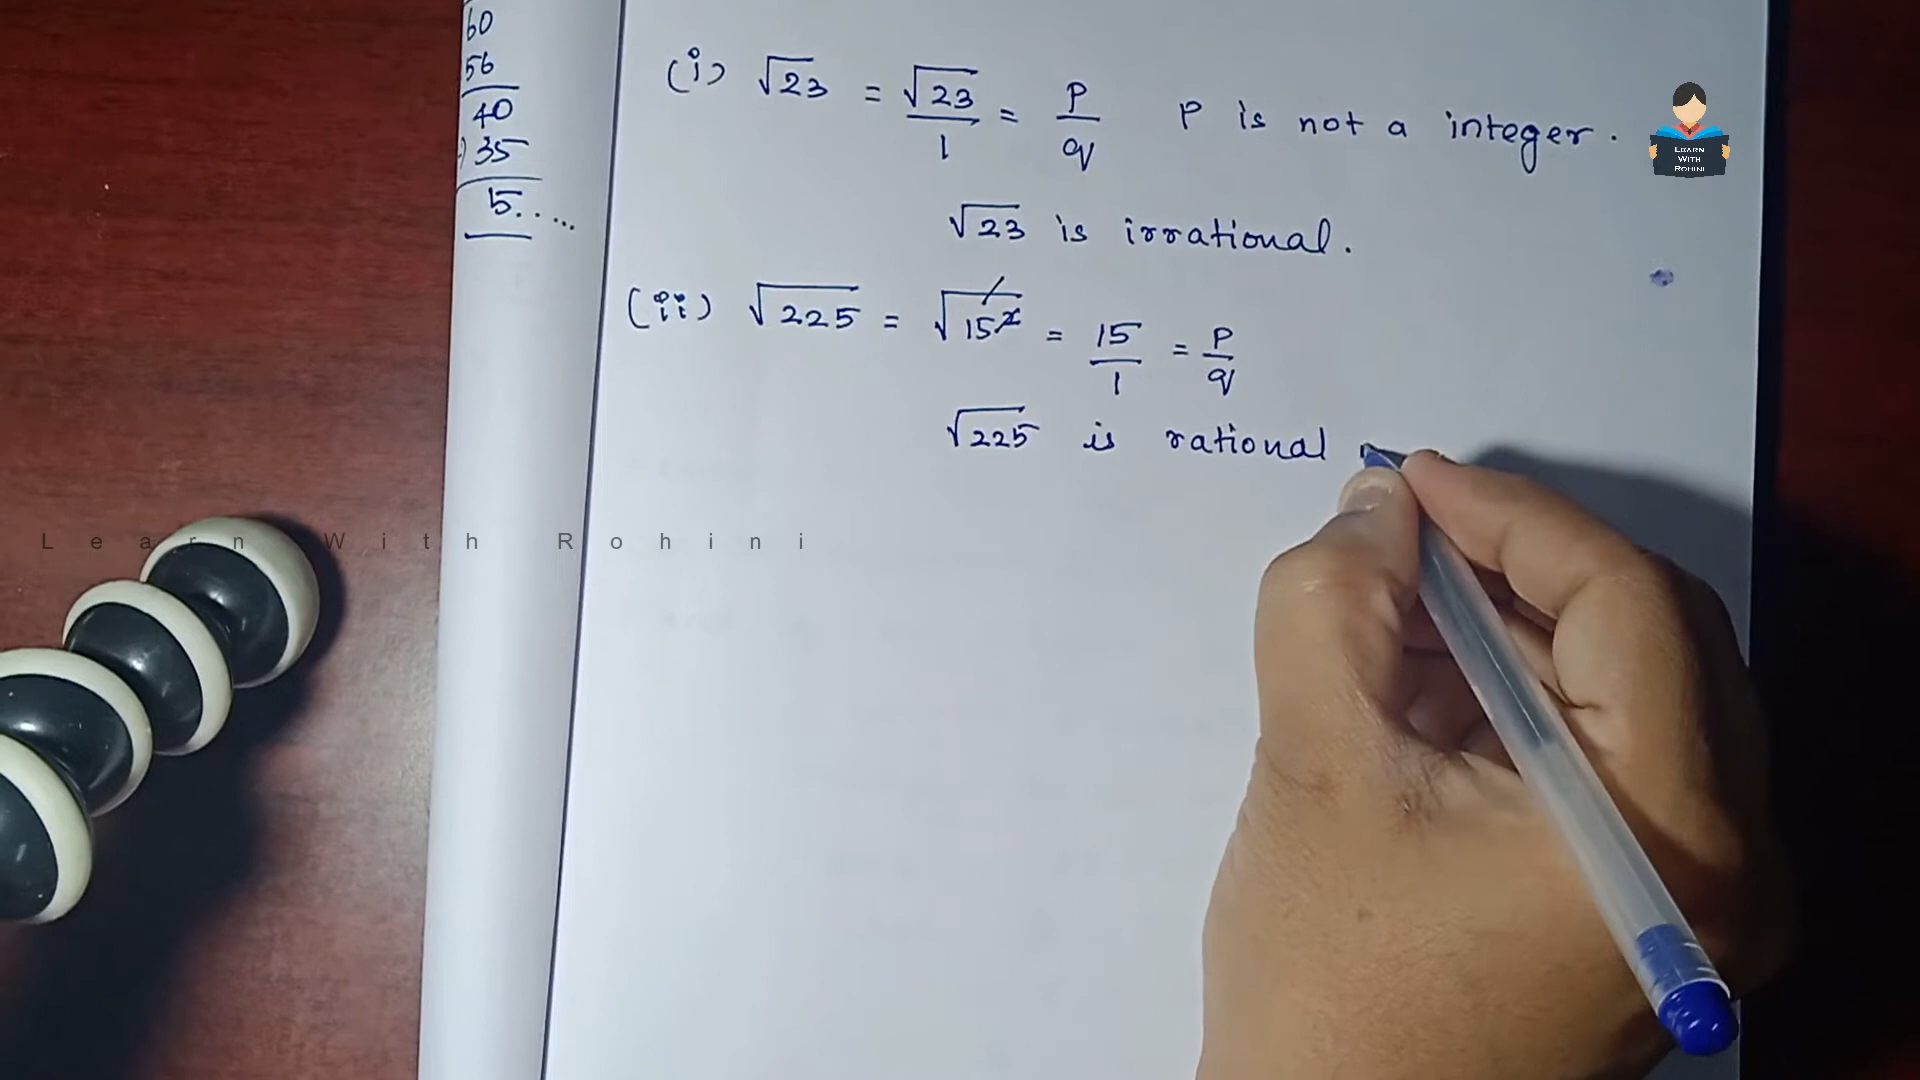 60
56
40
-) 35
5.....
(i) √23 = √23/1 = P/q P is not a integer.
√23 is irrational.
(ii) √225 = √15² = 15/1 = P/q
√225 is rational
LEARN
WITH
ROHINI
Learn With Rohini